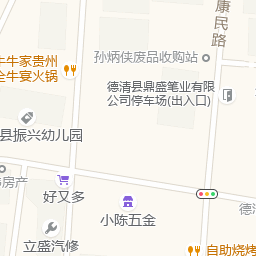 康民路
牛牛家贵州
全牛宴火锅
孙炳侠废品收购站
德清县鼎盛笔业有限
公司停车场(出入口)
县振兴幼儿园
房产
好又多
小陈五金
德清
立盛汽修
自助烧烤